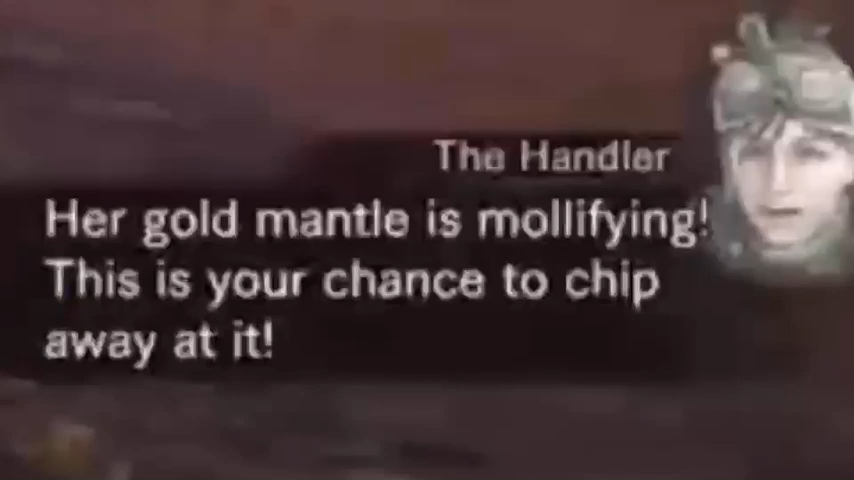 The Handler
Her gold mantle is mollifying!
This is your chance to chip
away at it!